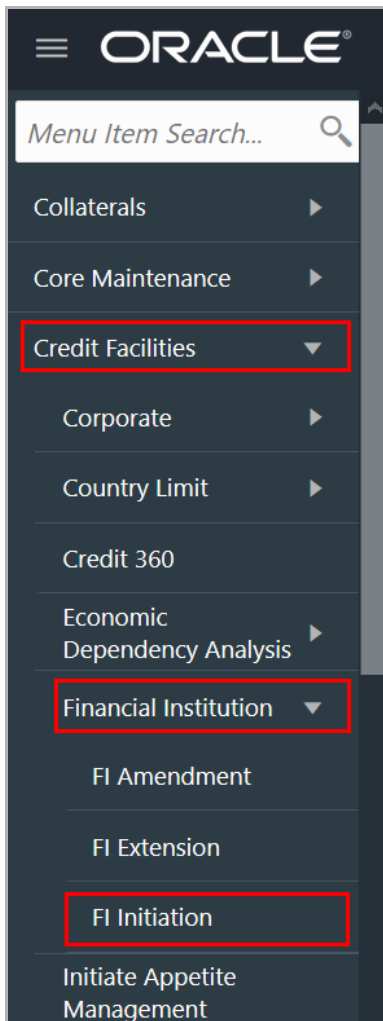 ORACLE®
Menu Item Search...
Collaterals
Core Maintenance
Credit Facilities
Corporate
Country Limit
Credit 360
Economic
Dependency Analysis
Financial Institution
FI Amendment
FI Extension
FI Initiation
Initiate Appetite
Management